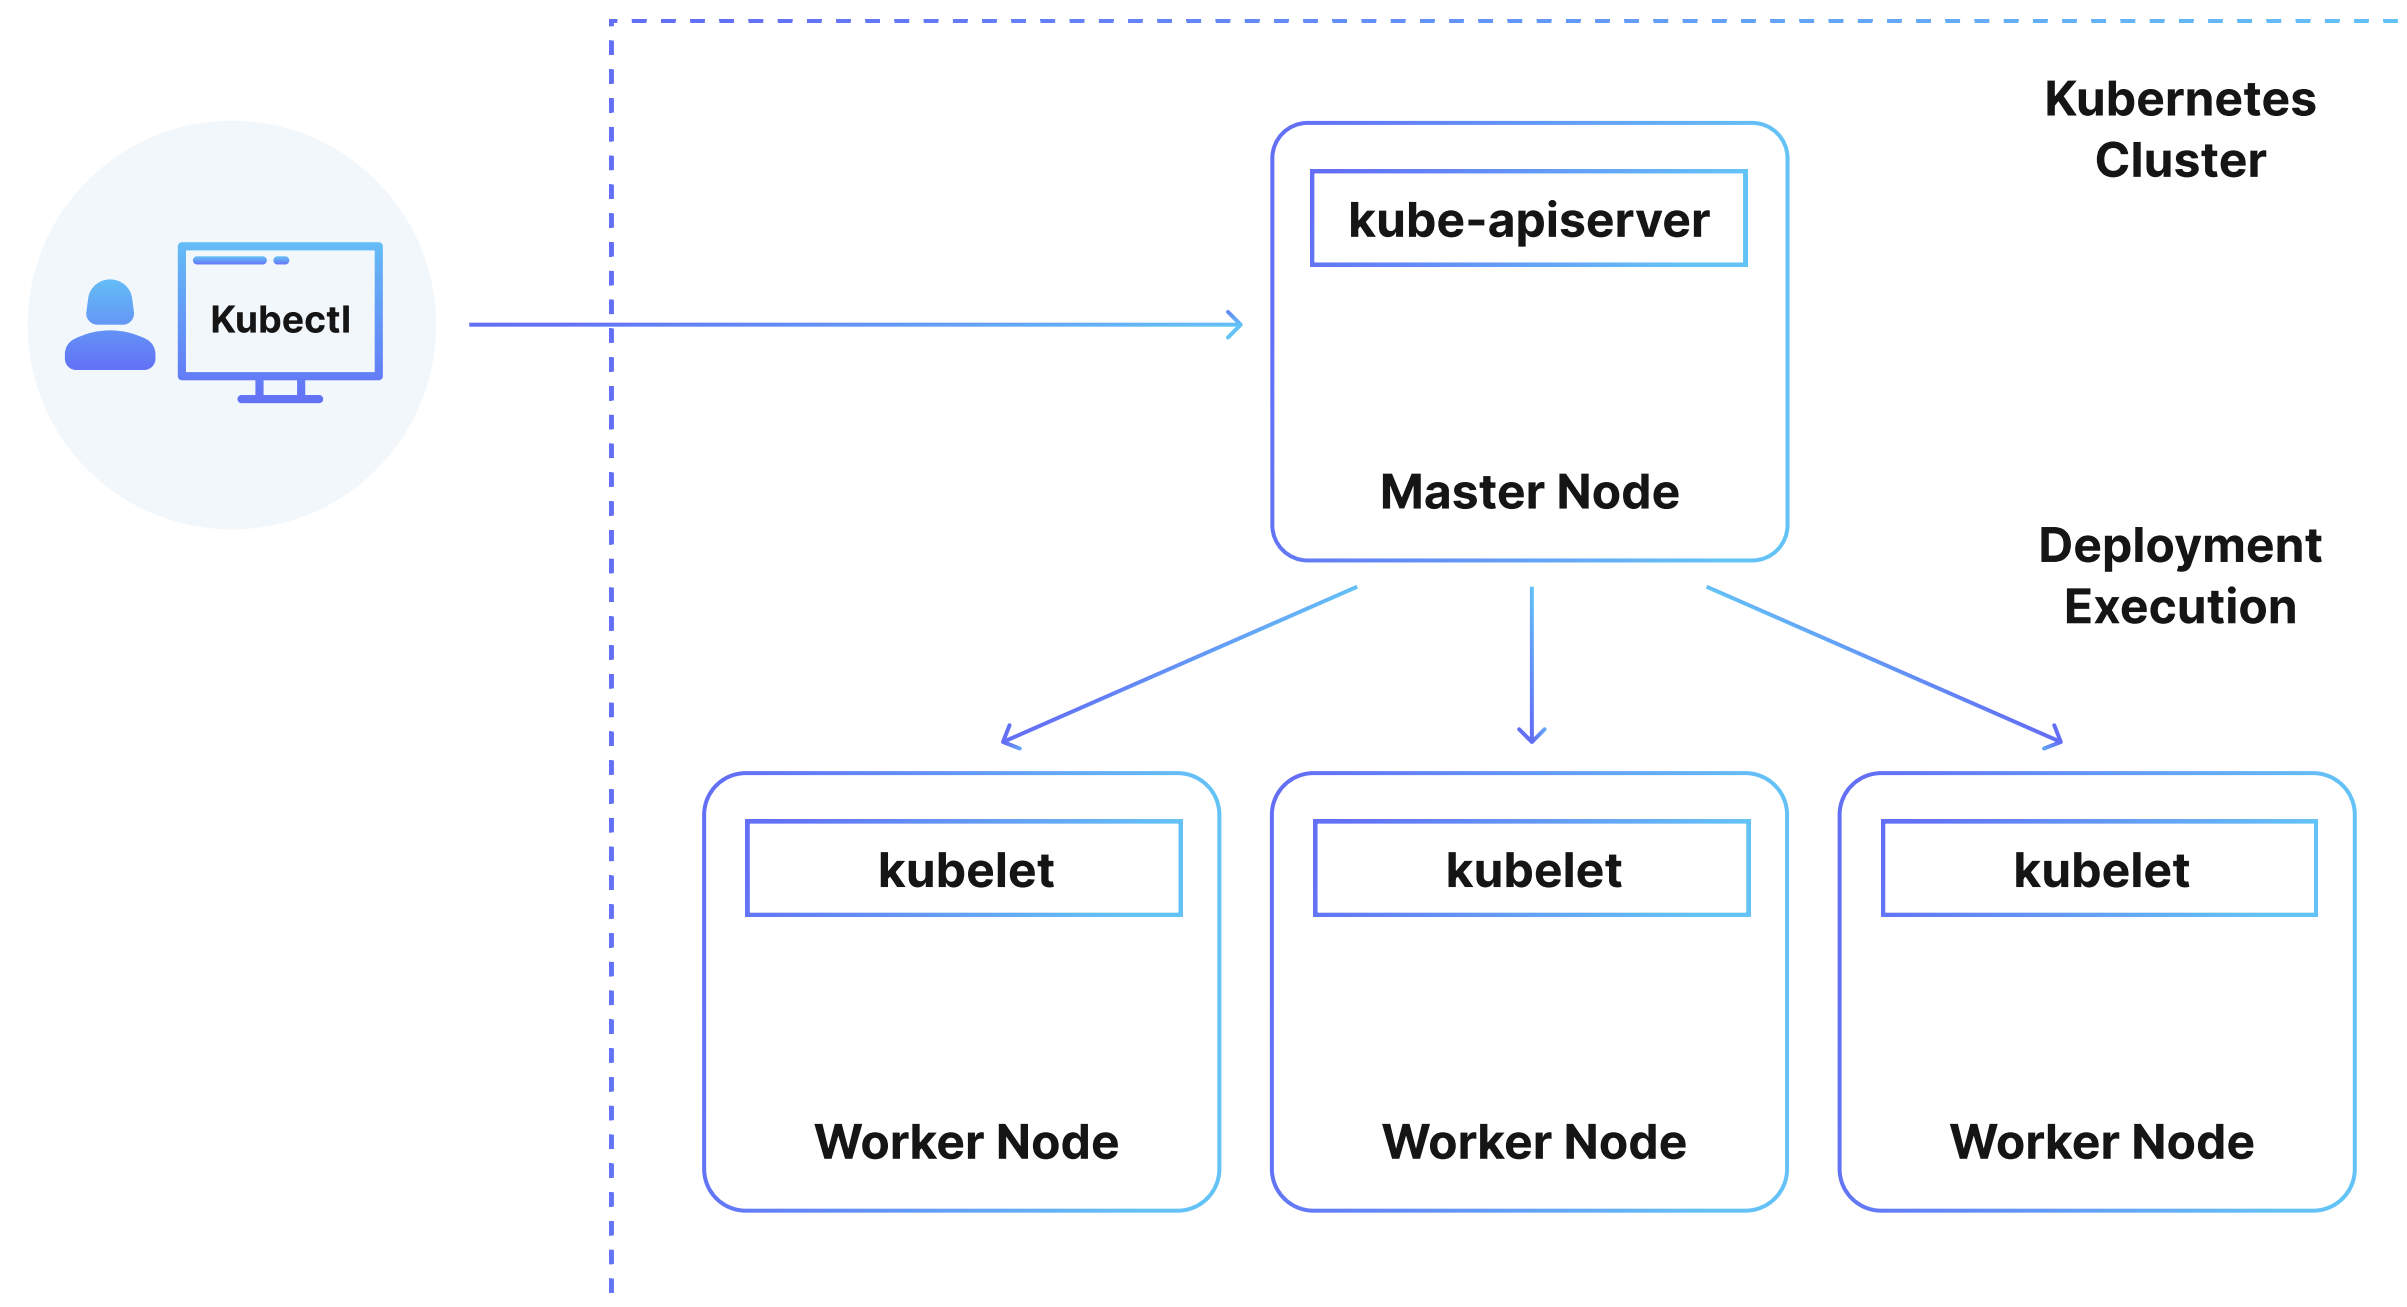 Kubernetes
Cluster
kube-apiserver
Kubectl
Master Node
Deployment
Execution
kubelet
kubelet
kubelet
Worker Node
Worker Node
Worker Node